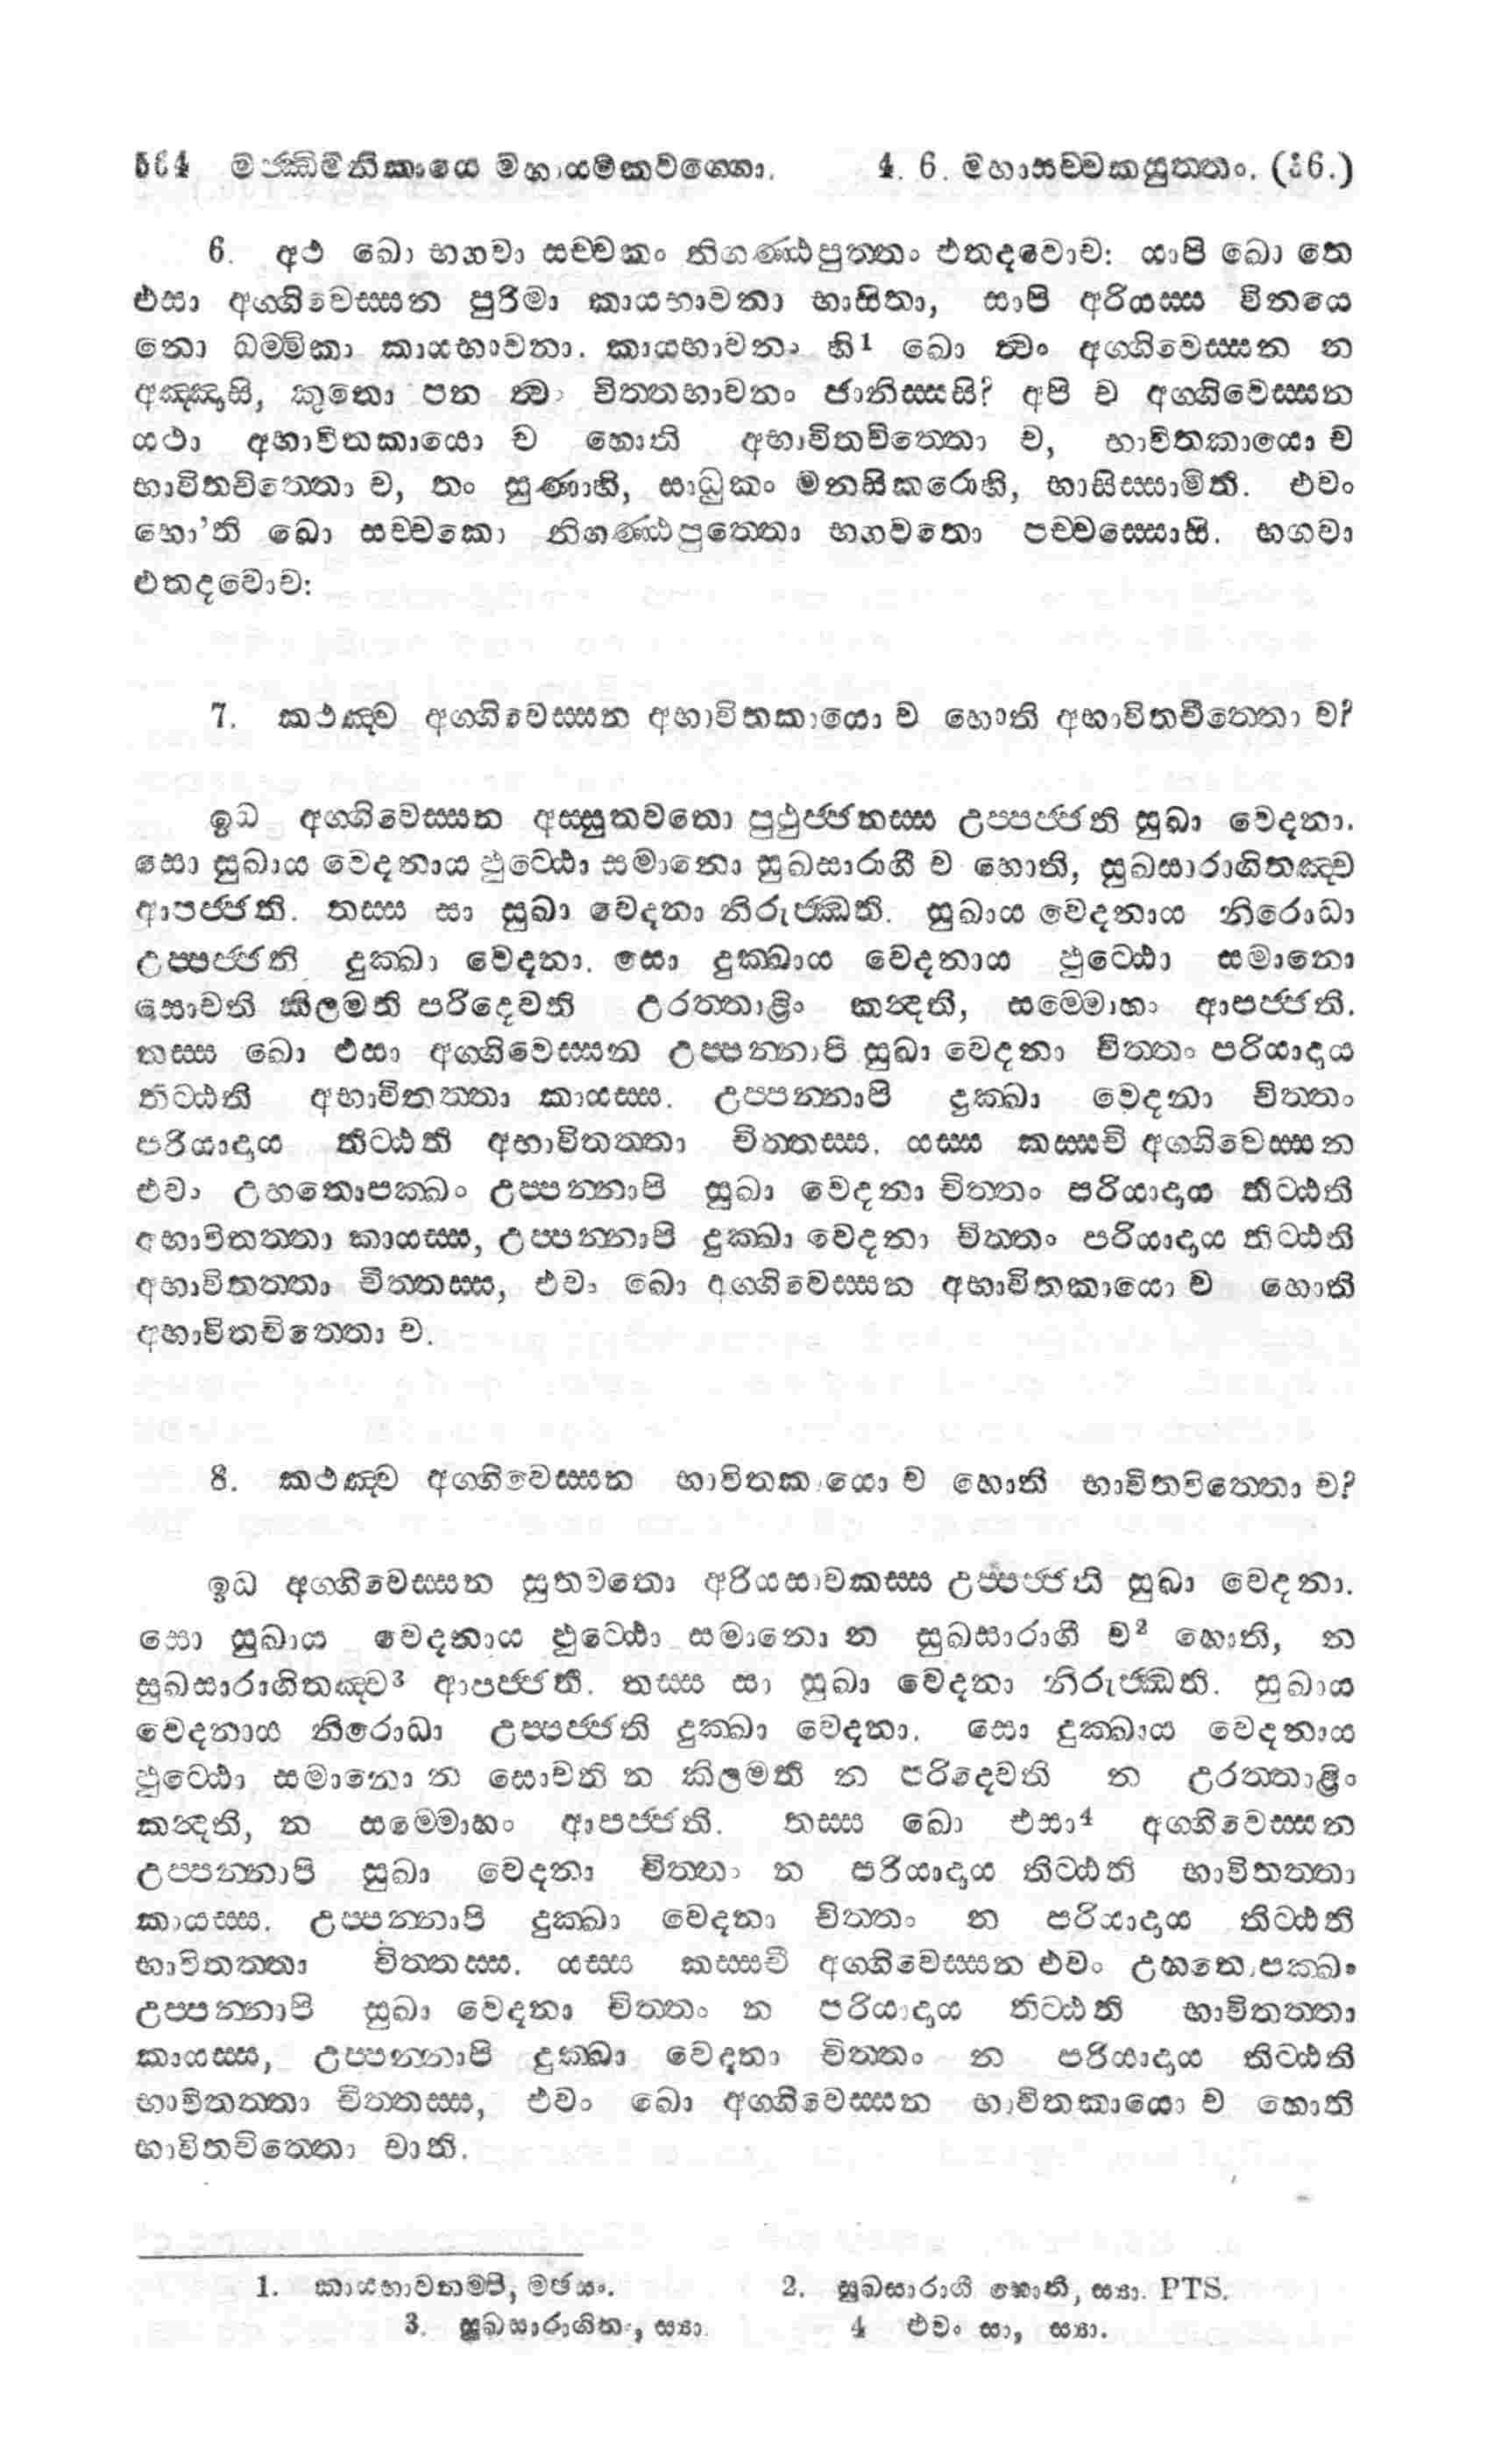 564 මජ්ඣිමනිකායෙ මහායමකවග්ගො. 4. 6. මහාසච්චකසුත්තං. (36.)
6. අථ ඛො භගවා සච්චකං නිගණ්ඨපුත්තං එතදවොච: යාපි ඛො තෙ
එසා අග්ගිවෙස්සන පුරිමා කායභාවනා භාසිතා, සාපි අරියස්ස විනයෙ
නො ධම්මිකා කායභාවනා. කායභාවනං හි1 ඛො ත්වං අග්ගිවෙස්සන න
අඤ්ඤාසි, කුතො පන ත්වං චිත්තභාවනං ජානිස්සසි? අපි ච අග්ගිවෙස්සන
යථා අභාවිතකායො ච හොති අභාවිතචිත්තො ච, භාවිතකායො ච
භාවිතචිත්තො ච, තං සුණාහි, සාධුකං මනසිකරොහි, භාසිස්සාමිති. එවං
භො'ති ඛො සච්චකො නිගණ්ඨපුත්තො භගවතො පච්චස්සොසි. භගවා
එතදවොච:
7. කථඤ්ච අග්ගිවෙස්සන අභාවිතකායො ච හොති අභාවිතචිත්තො ච?
ඉධ අග්ගිවෙස්සන අස්සුතවතො පුථුජ්ජනස්ස උප්පජ්ජති සුඛා වෙදනා.
සො සුඛාය වෙදනාය ඵුට්ඨො සමානො සුඛසාරාගී ච හොති, සුඛසාරාගිතඤ්ච
ආපජ්ජති. තස්ස සා සුඛා වෙදනා නිරුජ්ඣති. සුඛාය වෙදනාය නිරොධා
උප්පජ්ජති දුක්ඛා වෙදනා. සො දුක්ඛාය වෙදනාය ඵුට්ඨො සමානො
සොචති කිලමති පරිදෙවති උරත්තාළිං කන්දති, සම්මොහං ආපජ්ජති.
තස්ස ඛො එසා අග්ගිවෙස්සන උප්පන්නාපි සුඛා වෙදනා චිත්තං පරියාදාය
තිට්ඨති අභාවිතත්තා කායස්ස. උප්පන්නාපි දුක්ඛා වෙදනා චිත්තං
පරියාදාය තිට්ඨති අභාවිතත්තා චිත්තස්ස. යස්ස කස්සචි අග්ගිවෙස්සන
එවං උභතොපක්ඛං උප්පන්නාපි සුඛා වෙදනා චිත්තං පරියාදාය තිට්ඨති
අභාවිතත්තා කායස්ස, උප්පන්නාපි දුක්ඛා වෙදනා චිත්තං පරියාදාය තිට්ඨති
අභාවිතත්තා චිත්තස්ස, එවං ඛො අග්ගිවෙස්සන අභාවිතකායො ච හොති
අභාවිතචිත්තො ච.
8. කථඤ්ච අග්ගිවෙස්සන භාවිතකායො ච හොති භාවිතචිත්තො ච?
ඉධ අග්ගිවෙස්සන සුතවතො අරියසාවකස්ස උප්පජ්ජති සුඛා වෙදනා.
සො සුඛාය වෙදනාය ඵුට්ඨො සමානො න සුඛසාරාගී ච2 හොති, න
සුඛසාරාගිතඤ්ච3 ආපජ්ජති. තස්ස සා සුඛා වෙදනා නිරුජ්ඣති. සුඛාය
වෙදනාය නිරොධා උප්පජ්ජති දුක්ඛා වෙදනා. සො දුක්ඛාය වෙදනාය
ඵුට්ඨො සමානො න සොචති න කිලමති න පරිදෙවති න උරත්තාළිං
කන්දති, න සම්මොහං ආපජ්ජති. තස්ස ඛො එසා4 අග්ගිවෙස්සන
උප්පන්නාපි සුඛා වෙදනා චිත්තං න පරියාදාය තිට්ඨති භාවිතත්තා
කායස්ස. උප්පන්නාපි දුක්ඛා වෙදනා චිත්තං න පරියාදාය තිට්ඨති
භාවිතත්තා චිත්තස්ස. යස්ස කස්සචි අග්ගිවෙස්සන එවං උභතොපක්ඛං
උප්පන්නාපි සුඛා වෙදනා චිත්තං න පරියාදාය තිට්ඨති භාවිතත්තා
කායස්ස, උප්පන්නාපි දුක්ඛා වෙදනා චිත්තං න පරියාදාය තිට්ඨති
භාවිතත්තා චිත්තස්ස, එවං ඛො අග්ගිවෙස්සන භාවිතකායො ච හොති
භාවිතචිත්තො චාති.
1. කායභාවනම්පි, මඡසං. 2. සුඛසාරාගී හොති, ස්‍යා. PTS.
3. සුඛසාරාගිතං, ස්‍යා. 4 එවං සා, ස්‍යා.